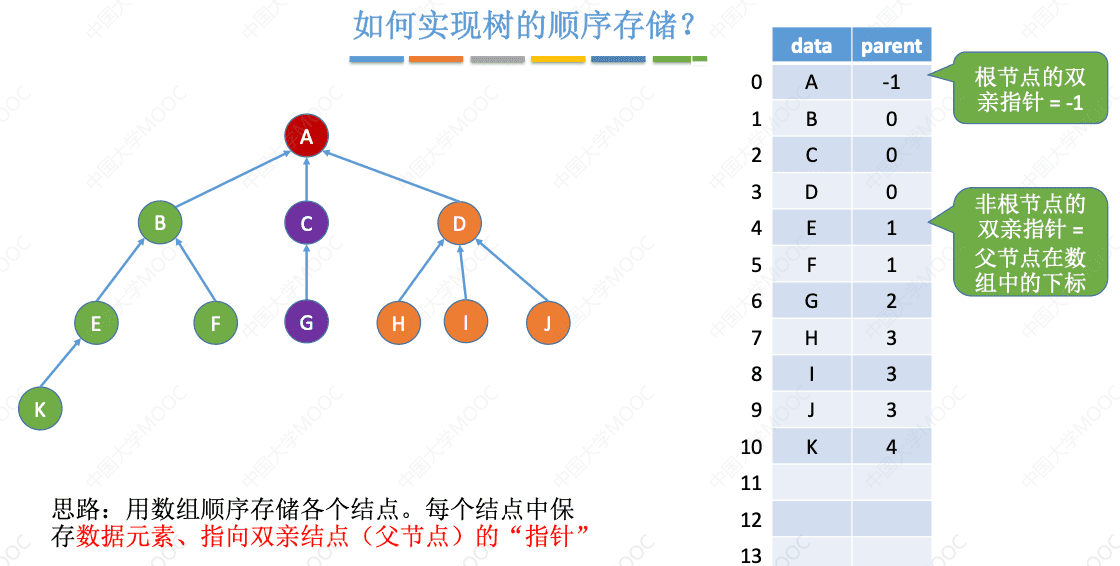 如何实现树的顺序存储？
data parent
0 A -1
1 B 0
2 C 0
3 D 0
4 E 1
5 F 1
6 G 2
7 H 3
8 I 3
9 J 3
10 K 4
11
12
13
根节点的双
亲指针 = -1
非根节点的
双亲指针 =
父节点在数
组中的下标
A
B C D
E F G H I J
K
思路：用数组顺序存储各个结点。每个结点中保
存数据元素、指向双亲结点（父节点）的“指针”
中国大学MOOC